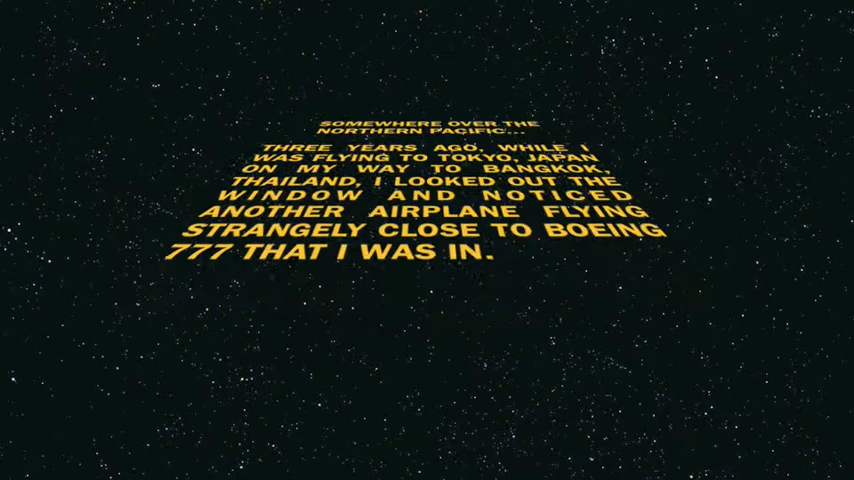 SOMEWHERE OVER THE
NORTHERN PACIFIC...
THREE YEARS AGO, WHILE I
WAS FLYING TO TOKYO, JAPAN
ON MY WAY TO BANGKOK,
THAILAND, I LOOKED OUT THE
WINDOW AND NOTICED
ANOTHER AIRPLANE FLYING
STRANGELY CLOSE TO BOEING
777 THAT I WAS IN.